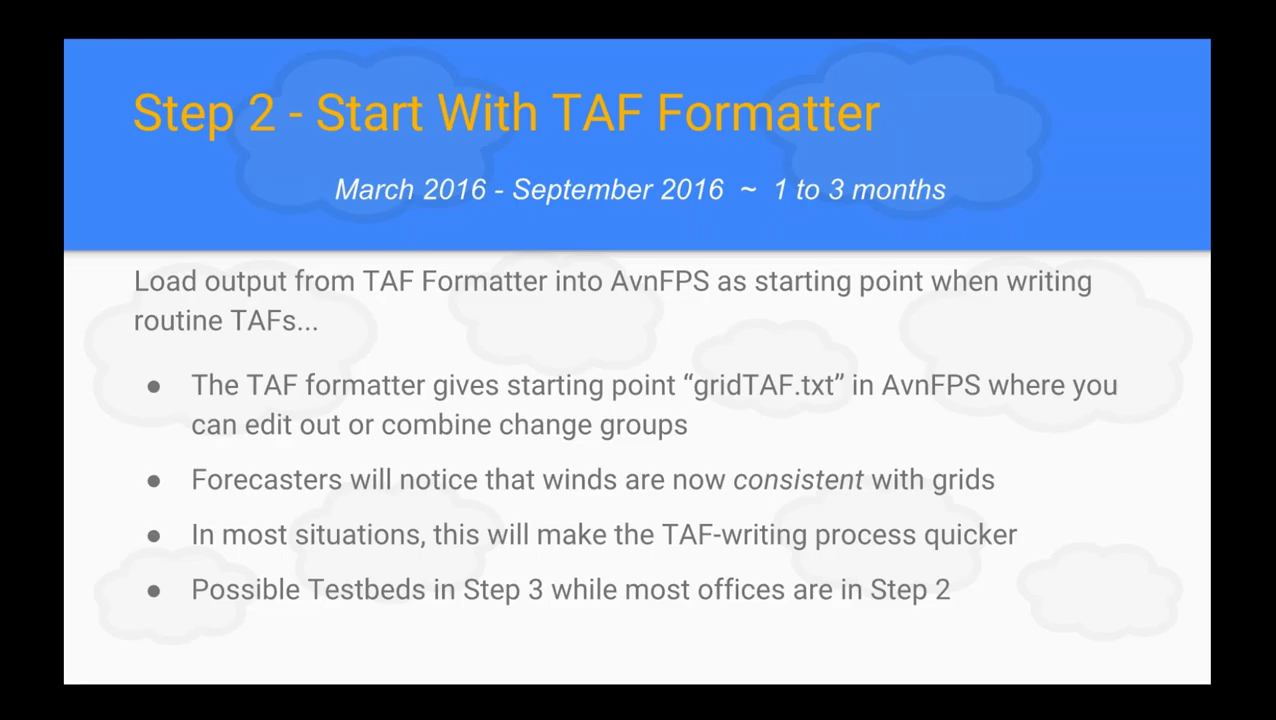 Step 2 - Start With TAF Formatter
March 2016 - September 2016 ~ 1 to 3 months
Load output from TAF Formatter into AvnFPS as starting point when writing
routine TAFs...
● The TAF formatter gives starting point “gridTAF.txt” in AvnFPS where you
can edit out or combine change groups
● Forecasters will notice that winds are now consistent with grids
● In most situations, this will make the TAF-writing process quicker
● Possible Testbeds in Step 3 while most offices are in Step 2